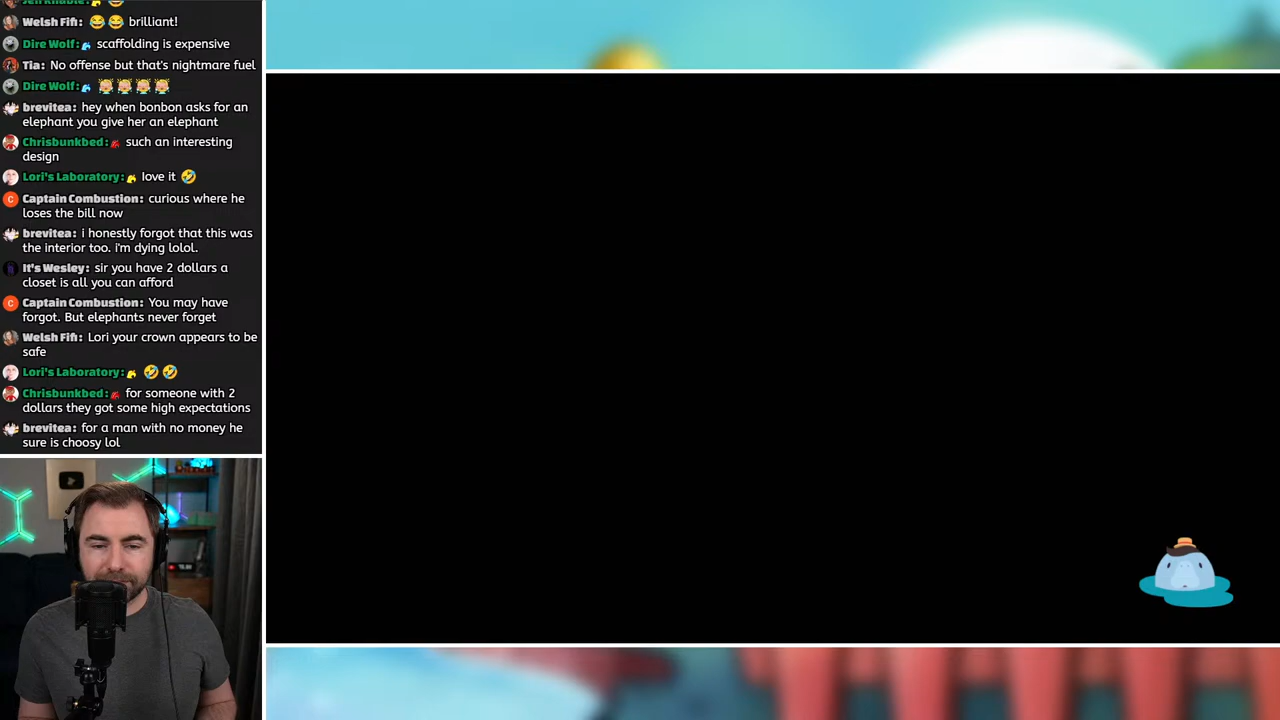 Welsh Fifi: 😂 😂 brilliant!
Dire Wolf: scaffolding is expensive
Tia: No offense but that's nightmare fuel
Dire Wolf:
brevitea: hey when bonbon asks for an
elephant you give her an elephant
Chrisbunkbed: such an interesting
design
Lori's Laboratory: love it 🤣
Captain Combustion: curious where he
loses the bill now
brevitea: i honestly forgot that this was
the interior too. i'm dying lolol.
It's Wesley: sir you have 2 dollars a
closet is all you can afford
Captain Combustion: You may have
forgot. But elephants never forget
Welsh Fifi: Lori your crown appears to be
safe
Lori's Laboratory: 🤣 🤣
Chrisbunkbed: for someone with 2
dollars they got some high expectations
brevitea: for a man with no money he
sure is choosy lol